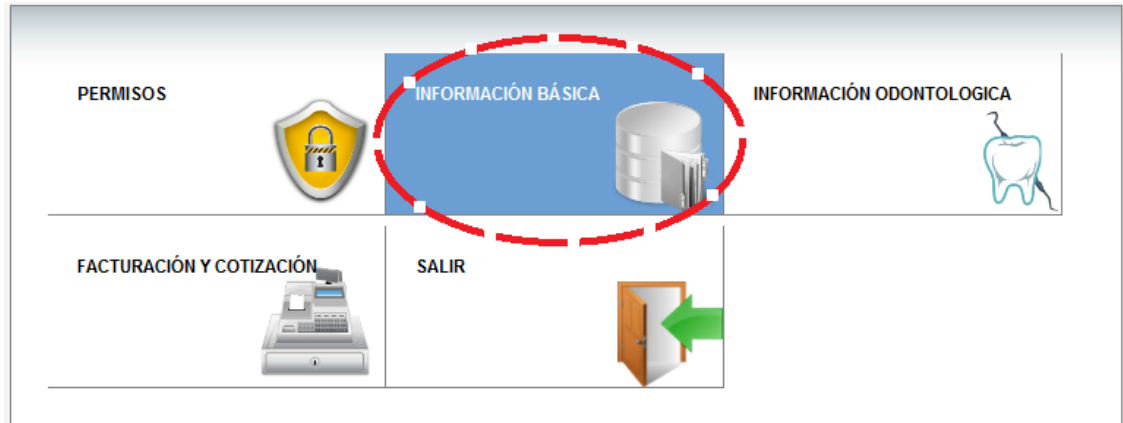 PERMISOS
INFORMACIÓN BÁSICA
INFORMACIÓN ODONTOLOGICA
FACTURACIÓN Y COTIZACIÓN
SALIR